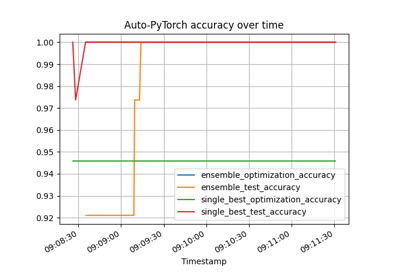 Auto-PyTorch accuracy over time
1.00
0.99
0.98
0.97
0.96
0.95
0.94
0.93
0.92
ensemble_optimization_accuracy
ensemble_test_accuracy
single_best_optimization_accuracy
single_best_test_accuracy
09:08:30
09:09:00
09:09:30
09:10:00
09:10:30
09:11:00
09:11:30
Timestamp